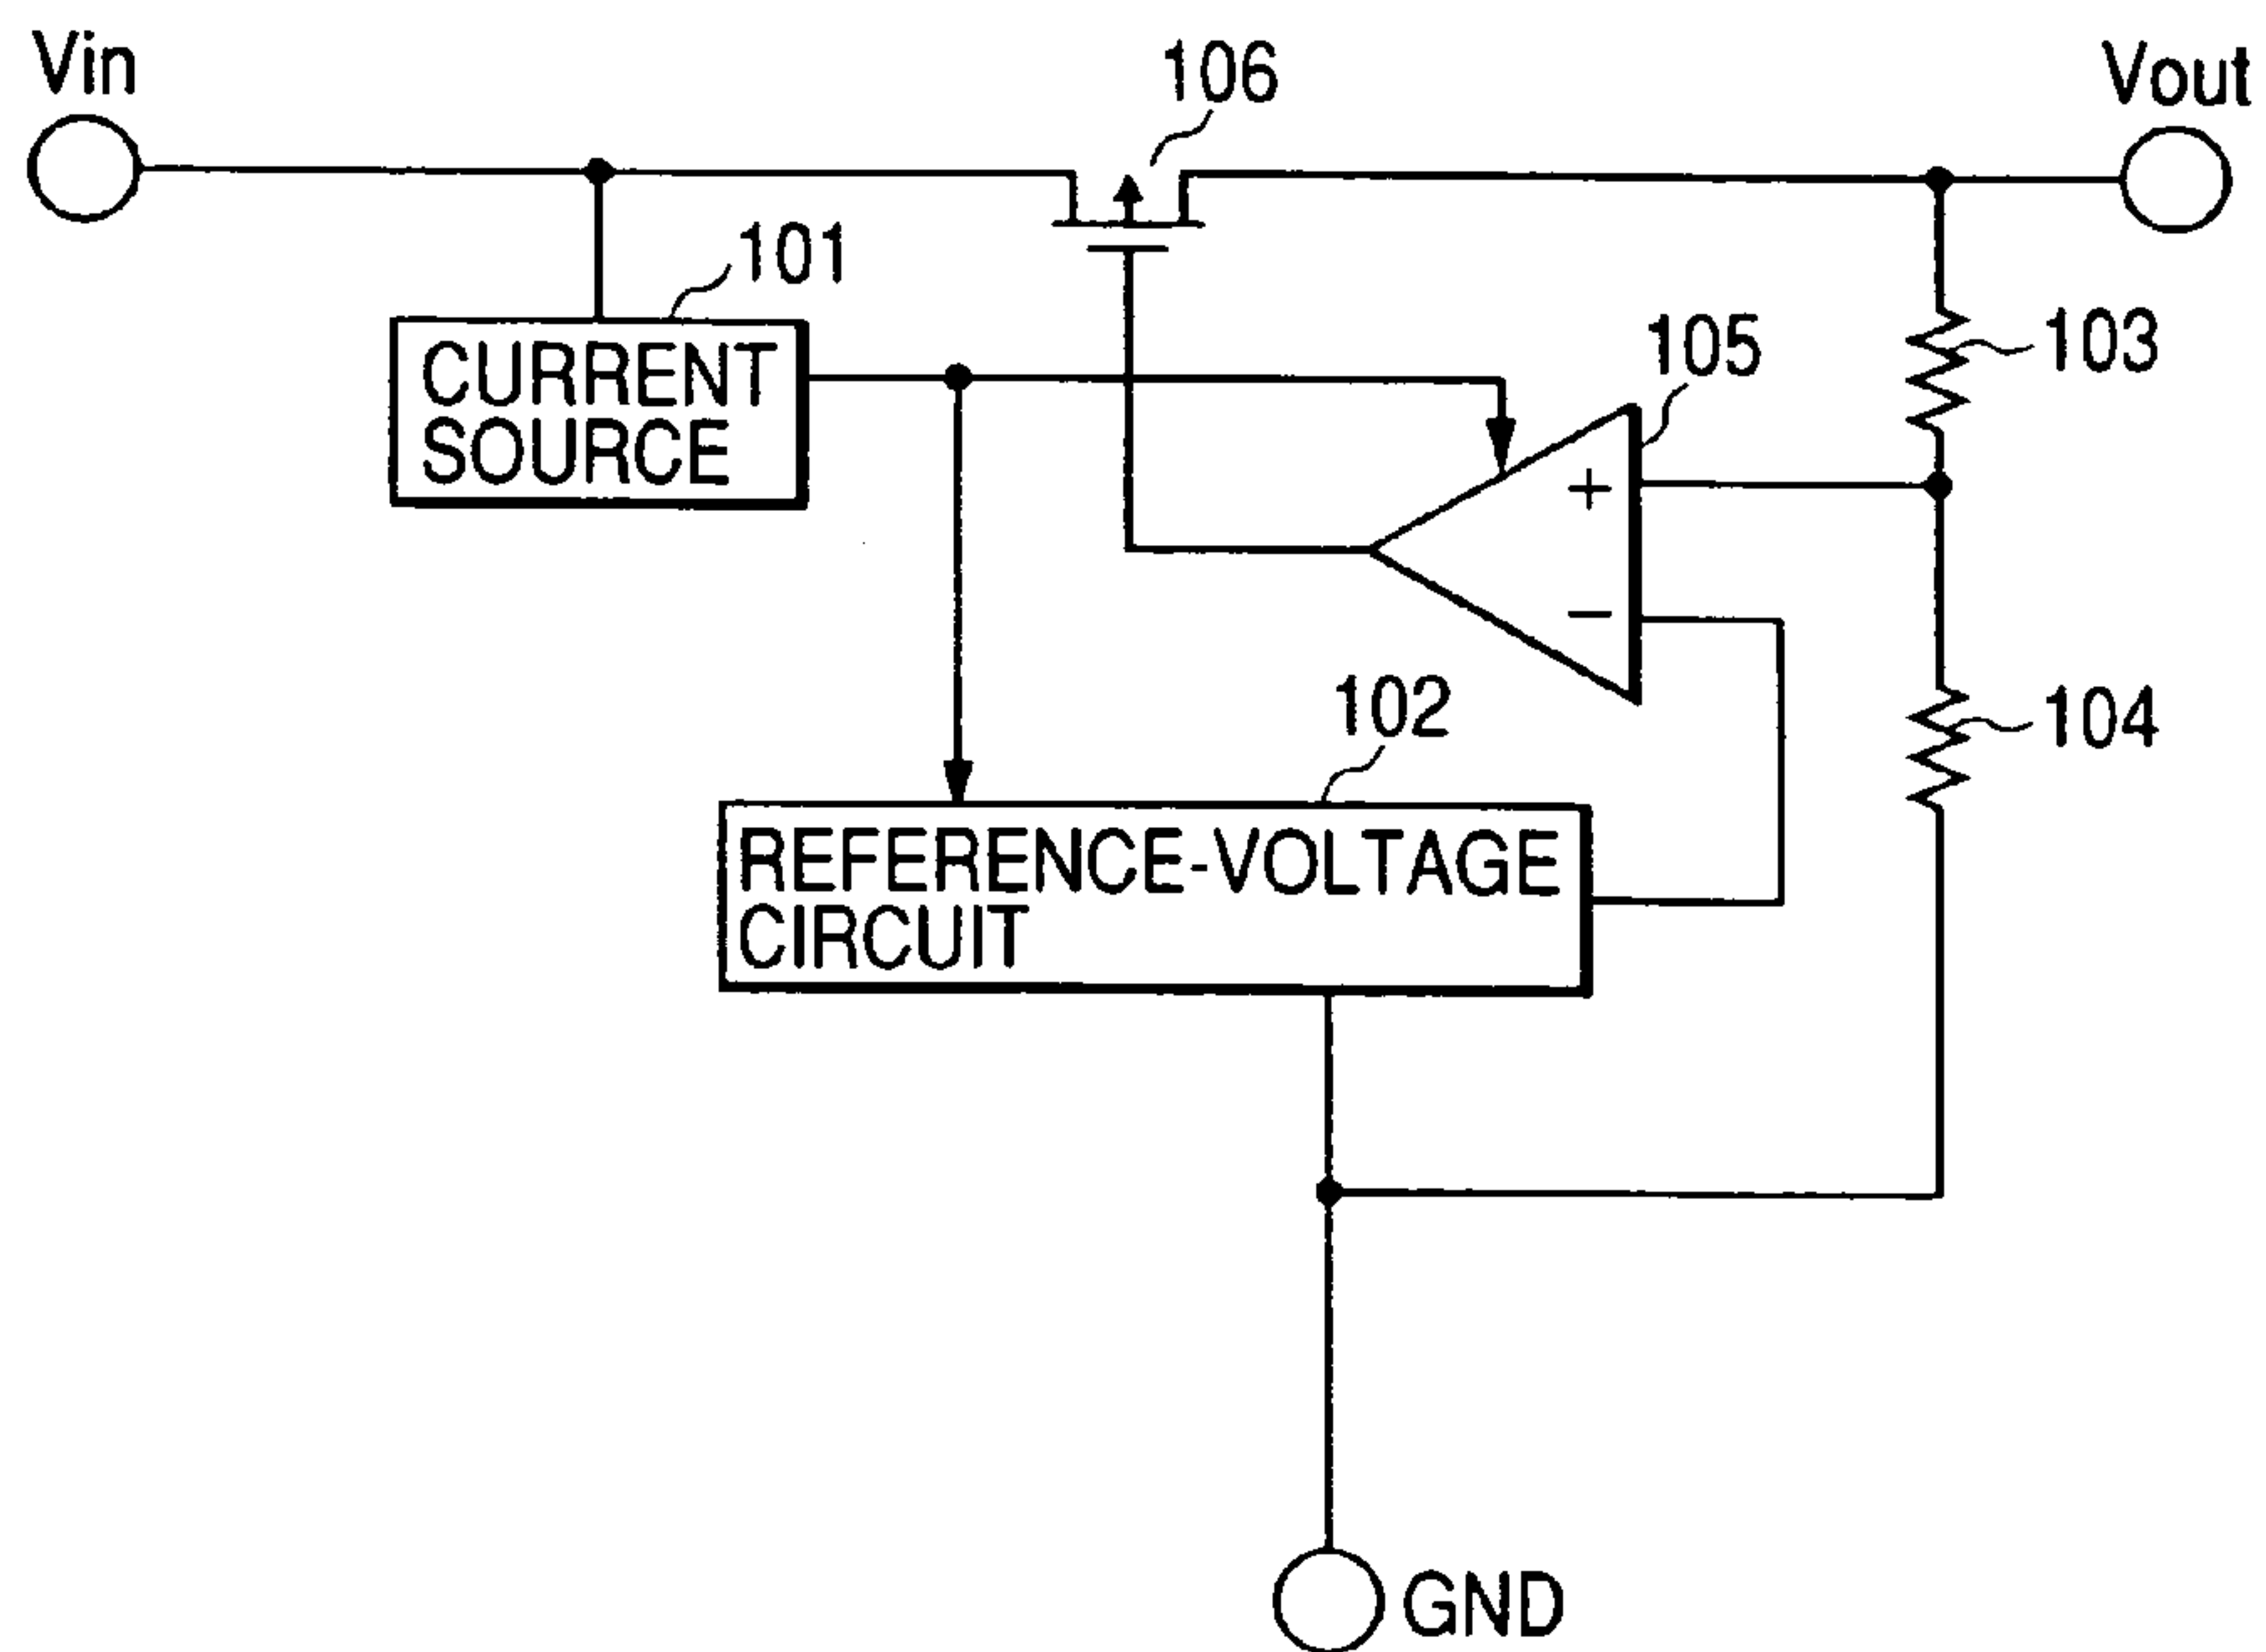 Vin
106
Vout
101
CURRENT
SOURCE
105
103
+
−
102
104
REFERENCE-VOLTAGE
CIRCUIT
GND